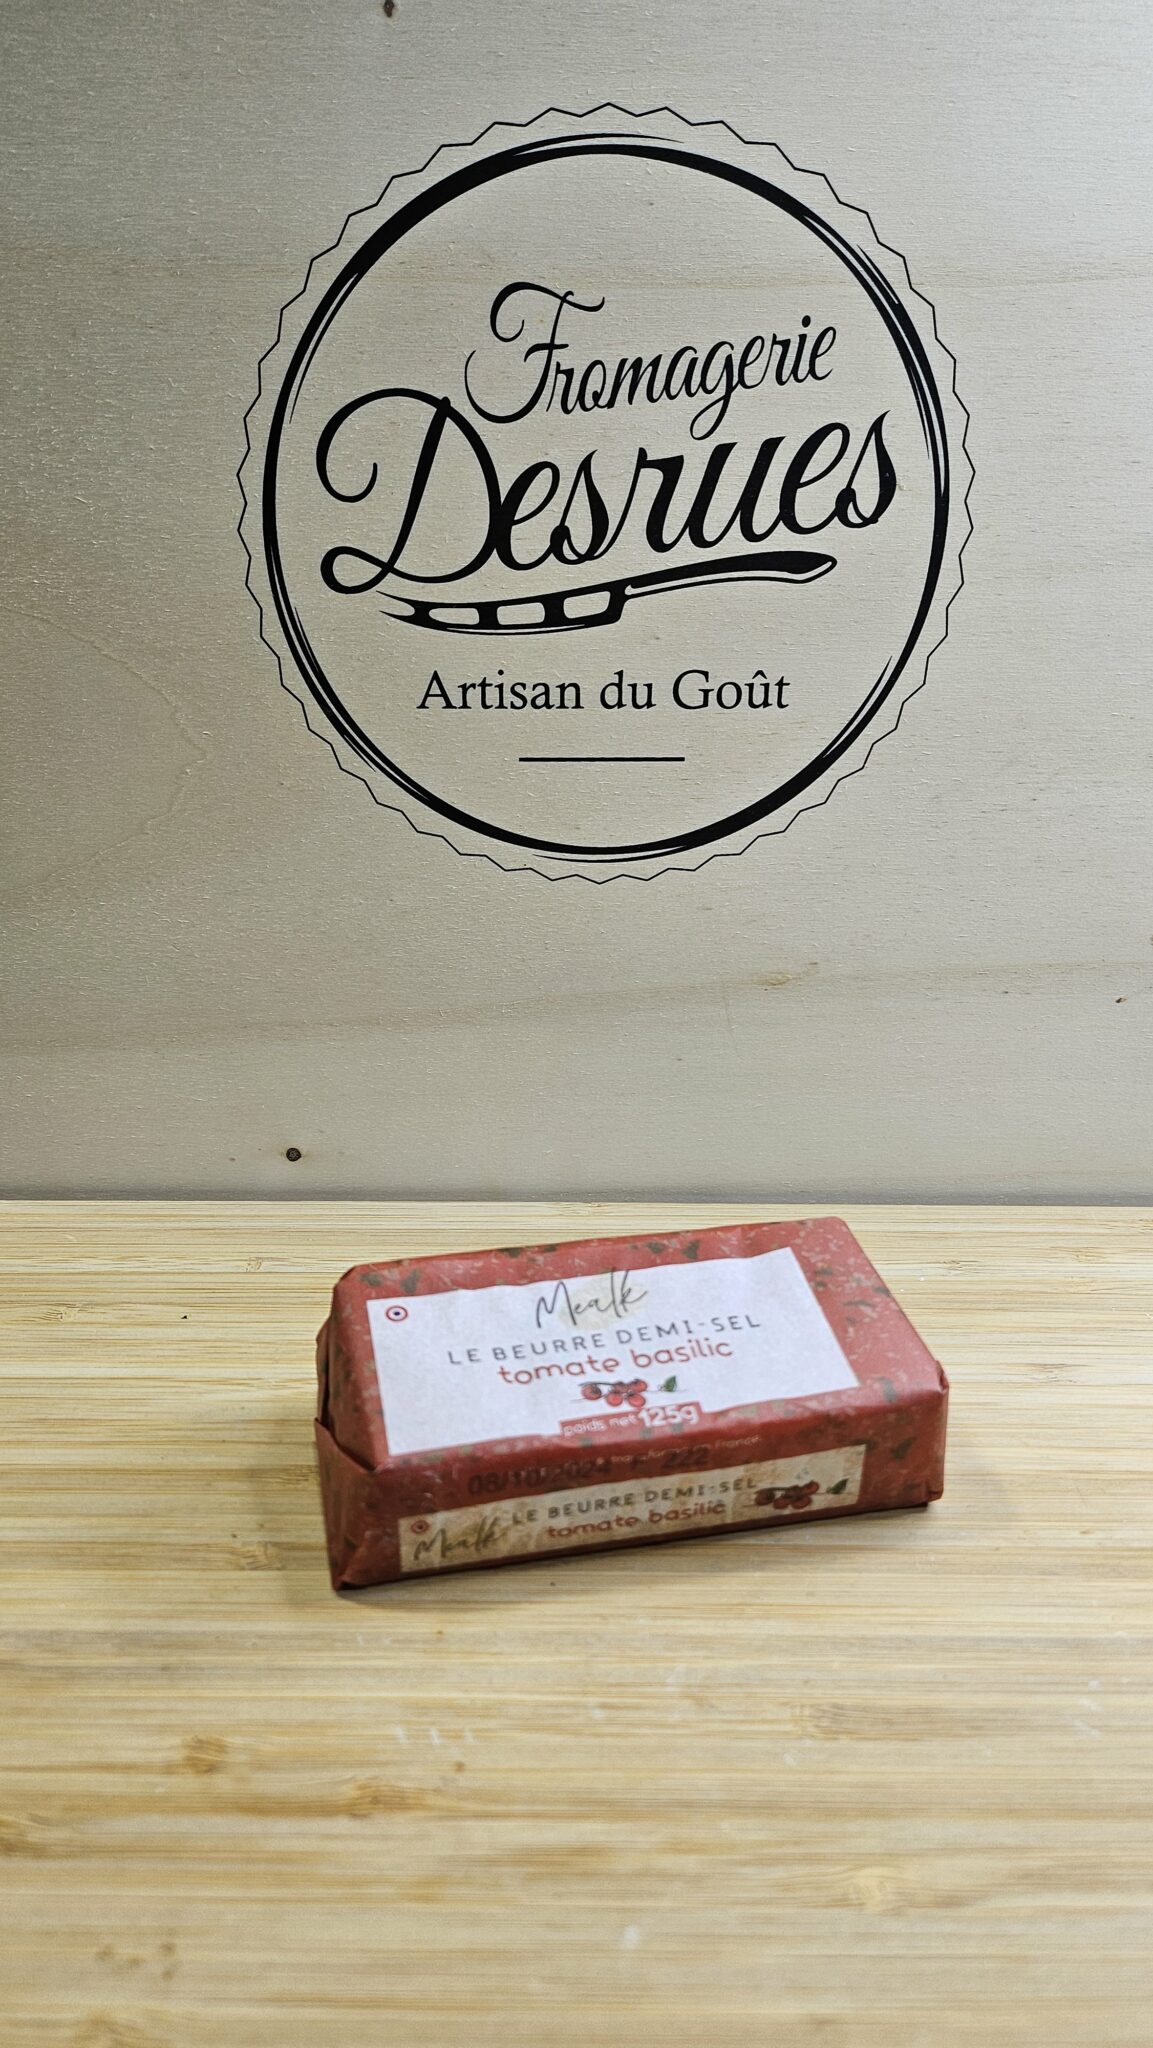 Fromagerie
Desrues
Artisan du Goût
Mealk
LE BEURRE DEMI-SEL
tomate basilic
poids net 125g
France.
08/10/2024 F 222
Mealk LE BEURRE DEMI-SEL
tomate basilic